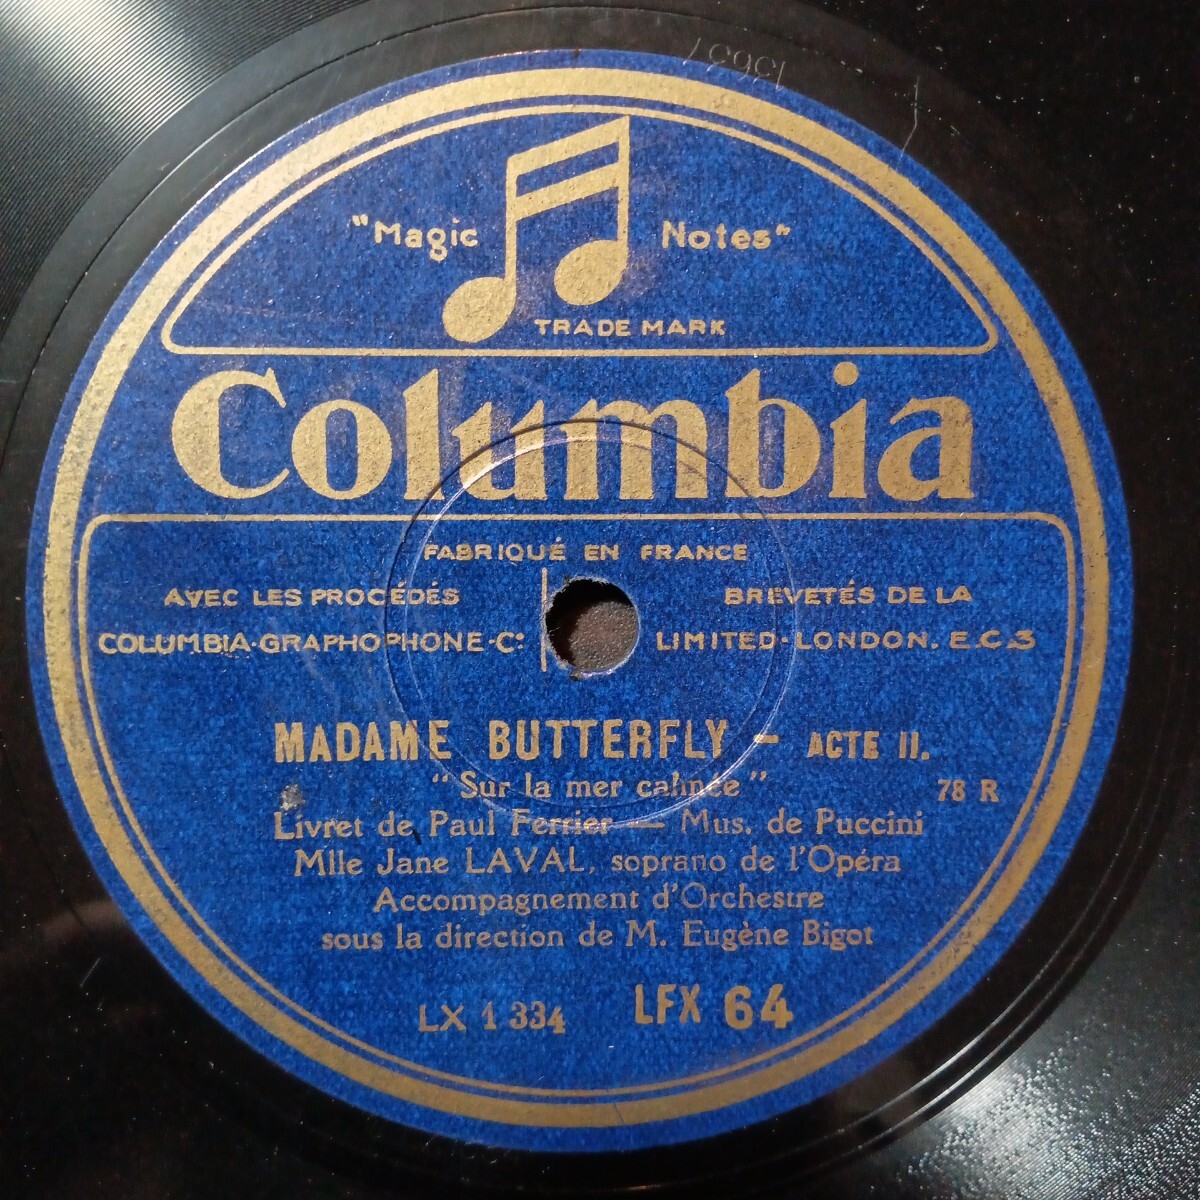 "Magic Notes"
TRADE MARK
Columbia
FABRIQUÉ EN FRANCE
AVEC LES PROCÉDÉS BREVETÉS DE LA
COLUMBIA-GRAPHOPHONE-Cº LIMITED-LONDON. E.C.3
MADAME BUTTERFLY - ACTE II.
"Sur la mer calmée" 78 R
Livret de Paul Ferrier — Mus. de Puccini
Mlle Jane LAVAL, soprano de l'Opéra
Accompagnement d'Orchestre
sous la direction de M. Eugène Bigot
LX 1334 LFX 64